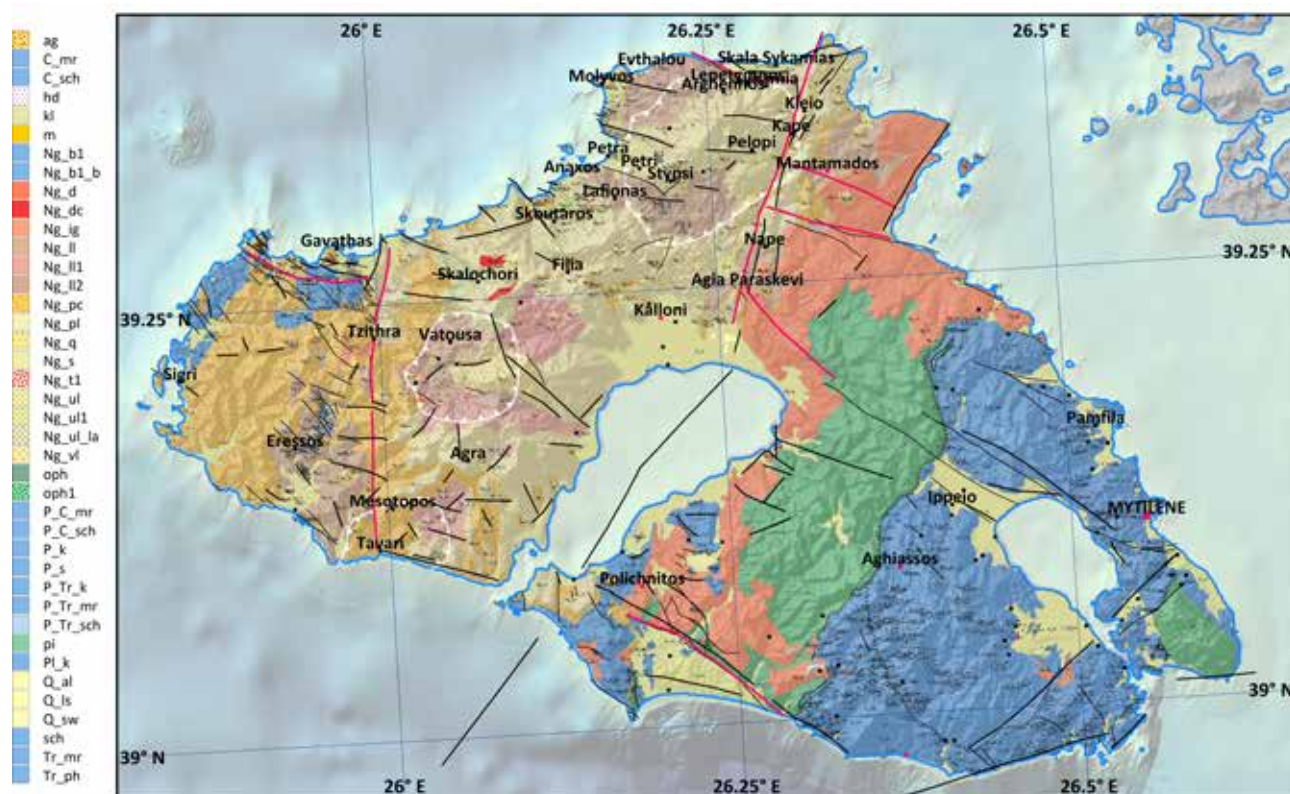 ag
C_mr
C_sch
hd
kl
m
Ng_b1
Ng_b1_b
Ng_d
Ng_dc
Ng_ig
Ng_ll
Ng_ll1
Ng_ll2
Ng_pc
Ng_pl
Ng_q
Ng_s
Ng_t1
Ng_ul
Ng_ul1
Ng_ul_la
Ng_vl
oph
oph1
P_C_mr
P_C_sch
P_k
P_s
P_Tr_k
P_Tr_mr
P_Tr_sch
pi
Pl_k
Q_al
Q_ls
Q_sw
sch
Tr_mr
Tr_ph
26° E
26.25° E
26.5° E
Evthalou
Skala Sykamias
Molyvos
Kleio
Kape
Petra
Petri
Pelopi
Anaxos
Stypsi
Mantamados
Lafionas
Skoutaros
Gavathas
Nape
39.25° N
Skalochori
Filia
Agia Paraskevi
Kalloni
39.25° N
Tzithra
Vatousa
Sigri
Pamfila
Eressos
Agra
Mesotopos
Ippeio
MYTILENE
Tavari
Polichnitos
Aghiassos
39° N
39° N
26° E
26.25° E
26.5° E